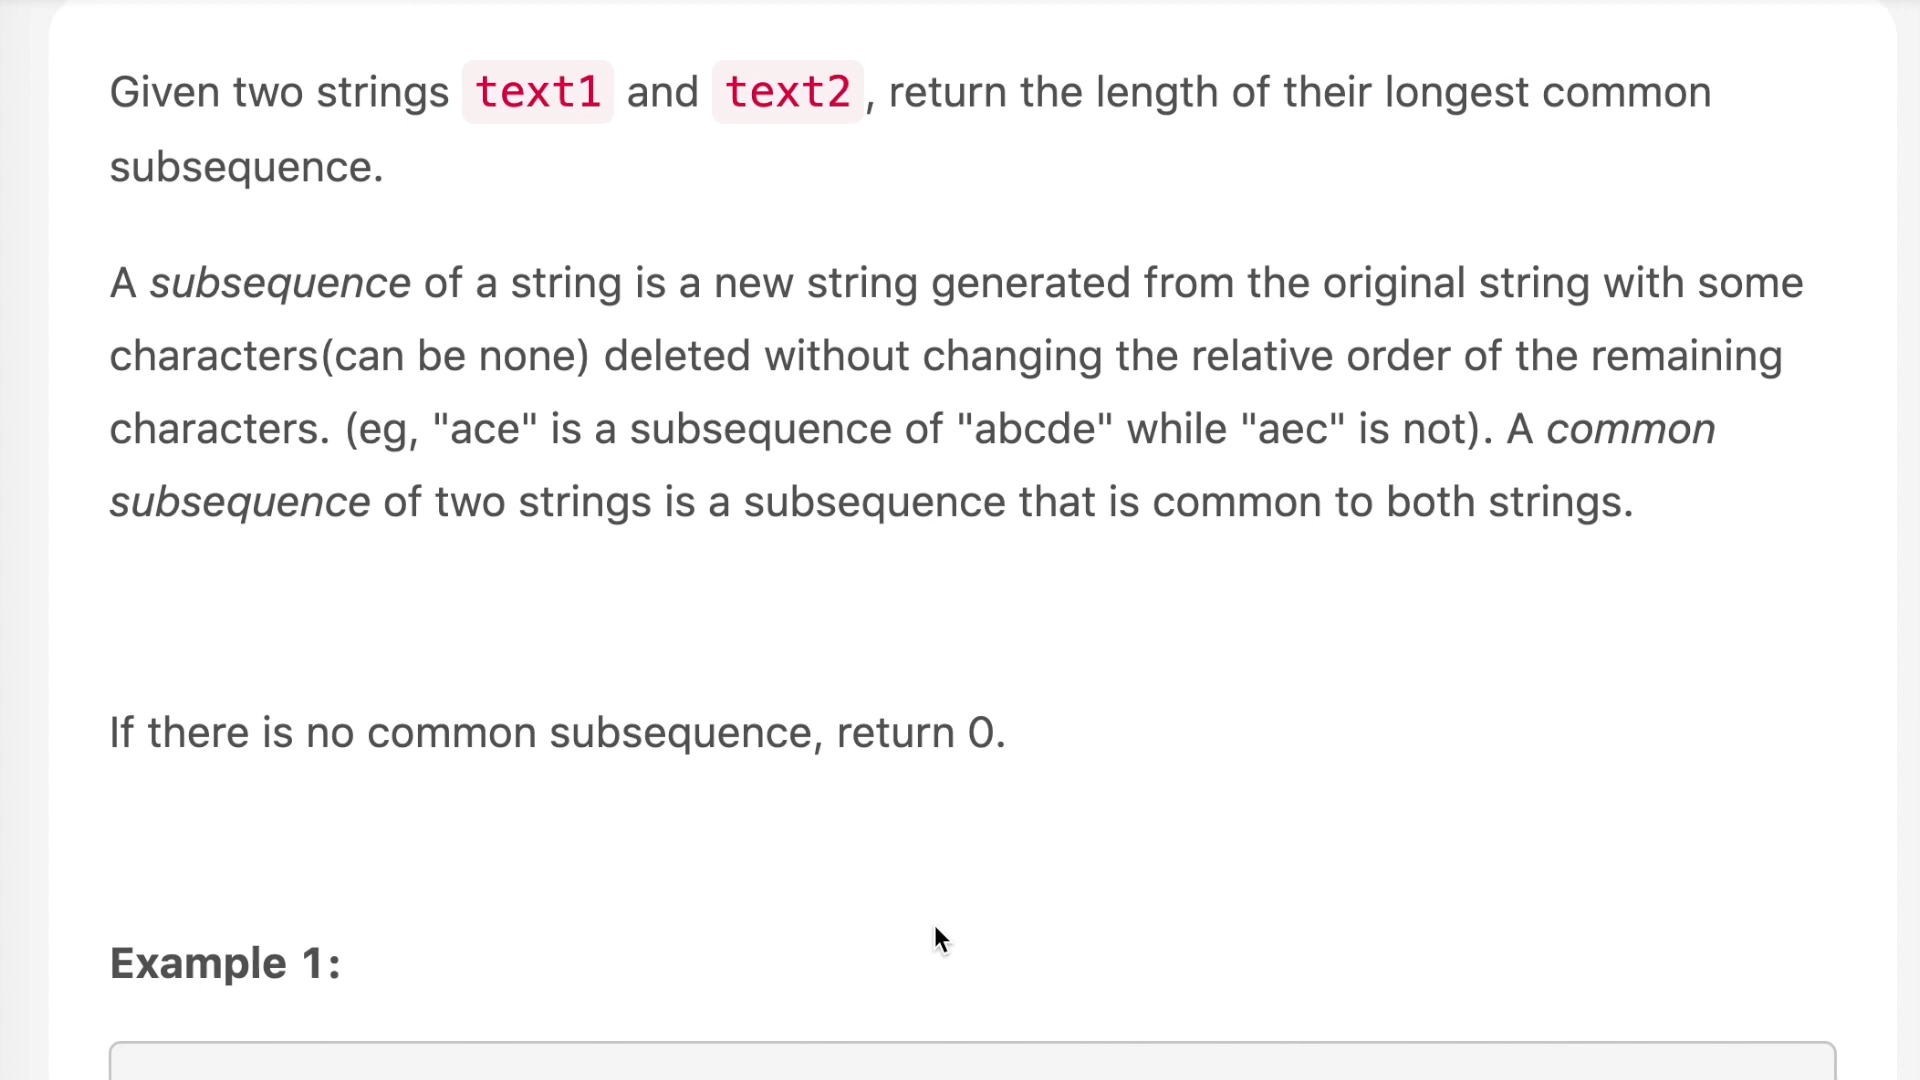 Given two strings text1 and text2, return the length of their longest common
subsequence.
A subsequence of a string is a new string generated from the original string with some
characters(can be none) deleted without changing the relative order of the remaining
characters. (eg, "ace" is a subsequence of "abcde" while "aec" is not). A common
subsequence of two strings is a subsequence that is common to both strings.
If there is no common subsequence, return 0.
Example 1: